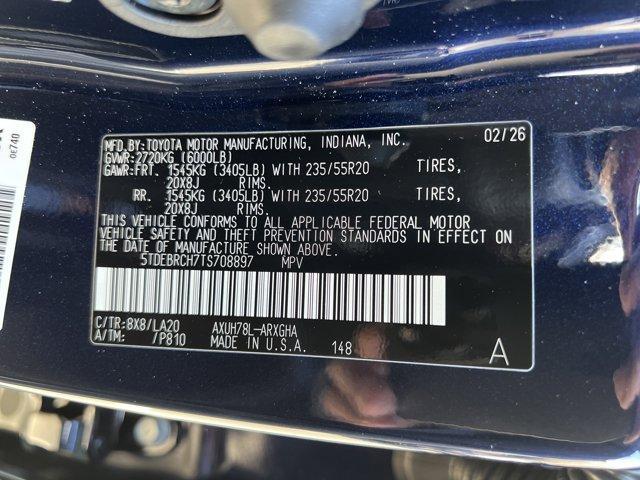 MFD.BY:TOYOTA MOTOR MANUFACTURING, INDIANA, INC. 02/26
GVWR:2720KG (6000LB)
GAWR:FRT. 1545KG (3405LB) WITH 235/55R20 TIRES,
20X8J RIMS.
RR. 1545KG (3405LB) WITH 235/55R20 TIRES,
20X8J RIMS.
THIS VEHICLE CONFORMS TO ALL APPLICABLE FEDERAL MOTOR
VEHICLE SAFETY AND THEFT PREVENTION STANDARDS IN EFFECT ON
THE DATE OF MANUFACTURE SHOWN ABOVE.
5TDEBRCH7TS708897 MPV
C/TR:8X8/LA20 AXUH78L-ARXGHA
A/TM: /P810 MADE IN U.S.A. 148
A
0E740